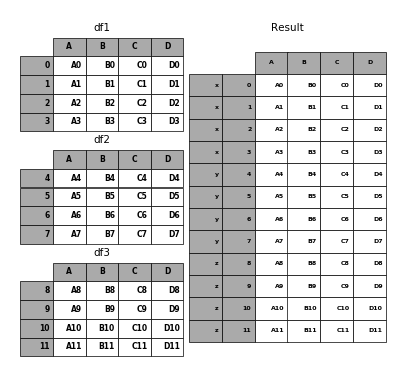 df1
A B C D
0 A0 B0 C0 D0
1 A1 B1 C1 D1
2 A2 B2 C2 D2
3 A3 B3 C3 D3
df2
A B C D
4 A4 B4 C4 D4
5 A5 B5 C5 D5
6 A6 B6 C6 D6
7 A7 B7 C7 D7
df3
A B C D
8 A8 B8 C8 D8
9 A9 B9 C9 D9
10 A10 B10 C10 D10
11 A11 B11 C11 D11
Result
A B C D
x 0 A0 B0 C0 D0
x 1 A1 B1 C1 D1
x 2 A2 B2 C2 D2
x 3 A3 B3 C3 D3
y 4 A4 B4 C4 D4
y 5 A5 B5 C5 D5
y 6 A6 B6 C6 D6
y 7 A7 B7 C7 D7
z 8 A8 B8 C8 D8
z 9 A9 B9 C9 D9
z 10 A10 B10 C10 D10
z 11 A11 B11 C11 D11